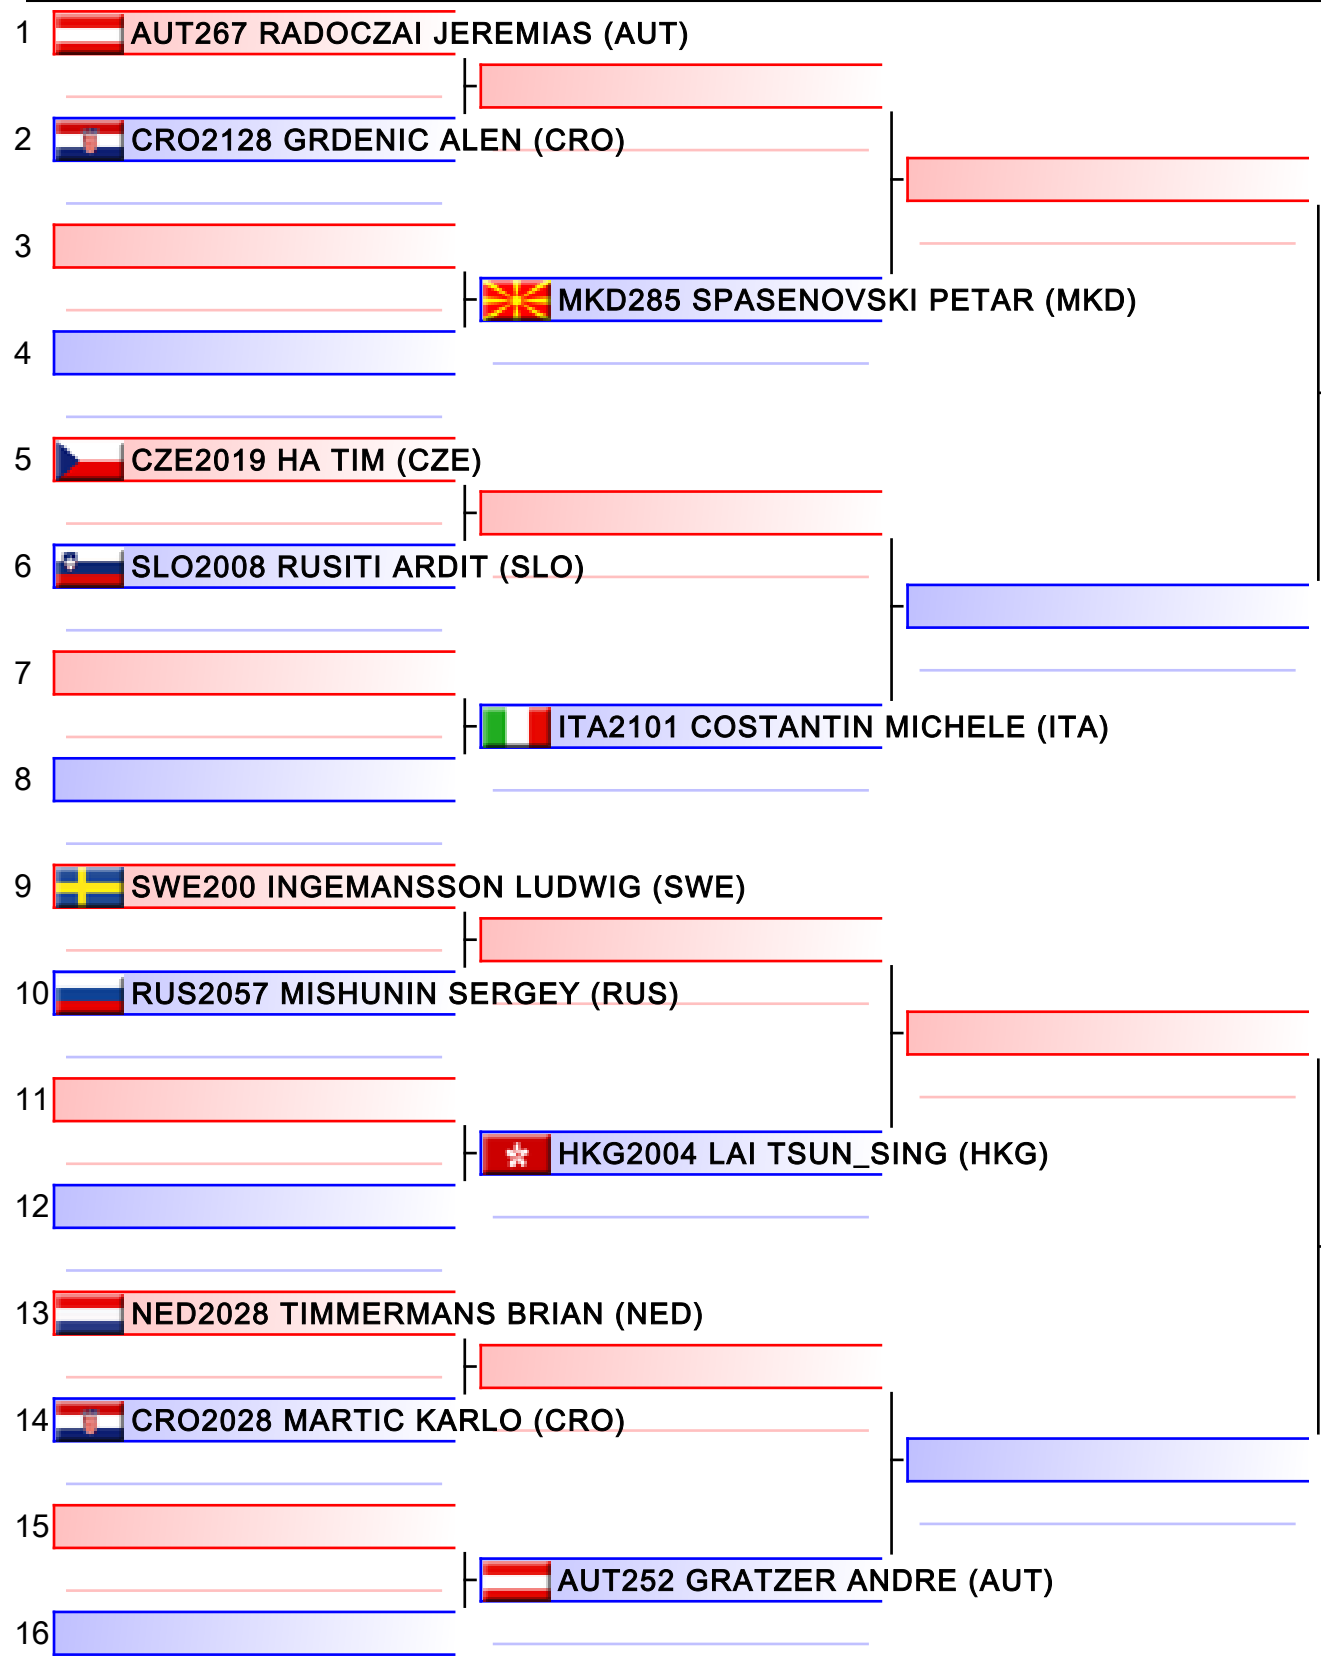 1 AUT267 RADOCZAI JEREMIAS (AUT)
2 CRO2128 GRDENIC ALEN (CRO)
3
MKD285 SPASENOVSKI PETAR (MKD)
4
5 CZE2019 HA TIM (CZE)
6 SLO2008 RUSITI ARDIT (SLO)
7
ITA2101 COSTANTIN MICHELE (ITA)
8
9 SWE200 INGEMANSSON LUDWIG (SWE)
10 RUS2057 MISHUNIN SERGEY (RUS)
11
HKG2004 LAI TSUN_SING (HKG)
12
13 NED2028 TIMMERMANS BRIAN (NED)
14 CRO2028 MARTIC KARLO (CRO)
15
AUT252 GRATZER ANDRE (AUT)
16